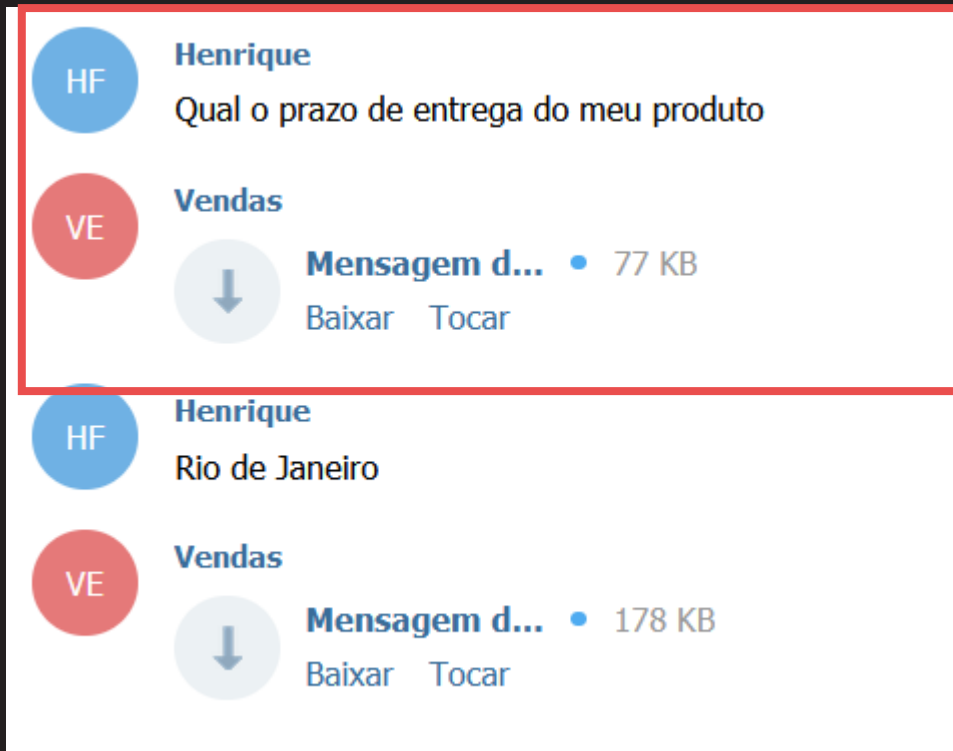 HF
Henrique
Qual o prazo de entrega do meu produto
VE
Vendas
Mensagem d... • 77 KB
Baixar Tocar
HF
Henrique
Rio de Janeiro
VE
Vendas
Mensagem d... • 178 KB
Baixar Tocar